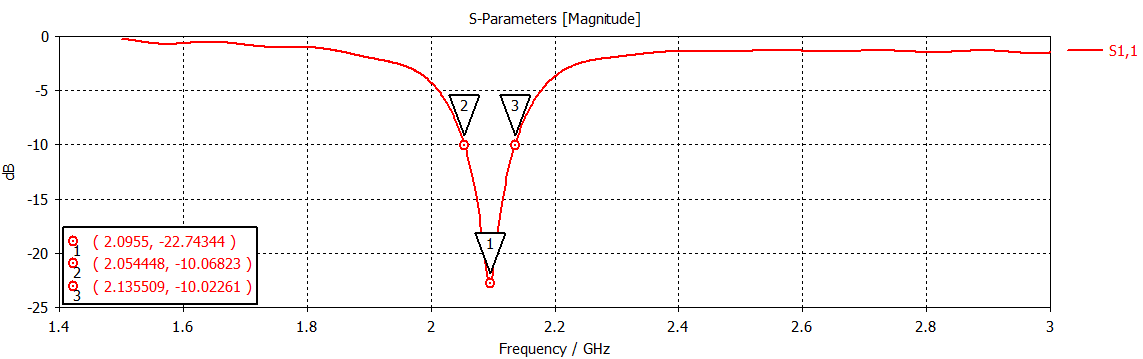 S-Parameters [Magnitude]
0
-5
-10
-15
-20
-25
dB
S1,1
2
3
1
1 ( 2.0955, -22.74344 )
2 ( 2.054448, -10.06823 )
3 ( 2.135509, -10.02261 )
1.4 1.6 1.8 2 2.2 2.4 2.6 2.8 3
Frequency / GHz